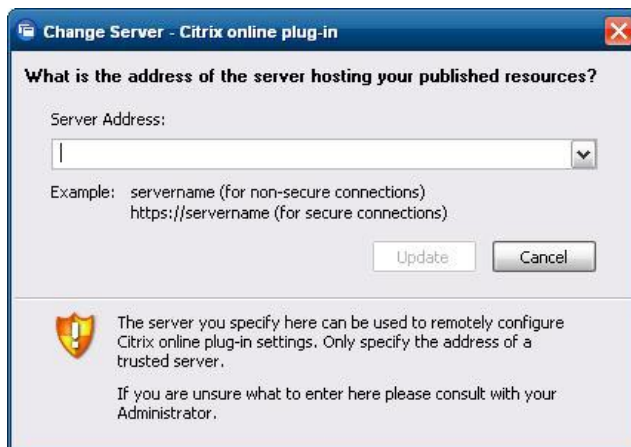 Change Server - Citrix online plug-in
What is the address of the server hosting your published resources?
Server Address:
Example: servername (for non-secure connections)
https://servername (for secure connections)
Update Cancel
The server you specify here can be used to remotely configure
Citrix online plug-in settings. Only specify the address of a
trusted server.
If you are unsure what to enter here please consult with your
Administrator.